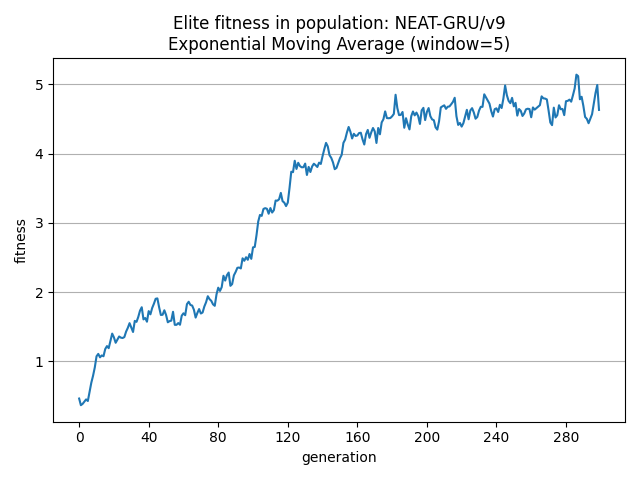 Elite fitness in population: NEAT-GRU/v9
Exponential Moving Average (window=5)
fitness
5
4
3
2
1
0 40 80 120 160 200 240 280
generation